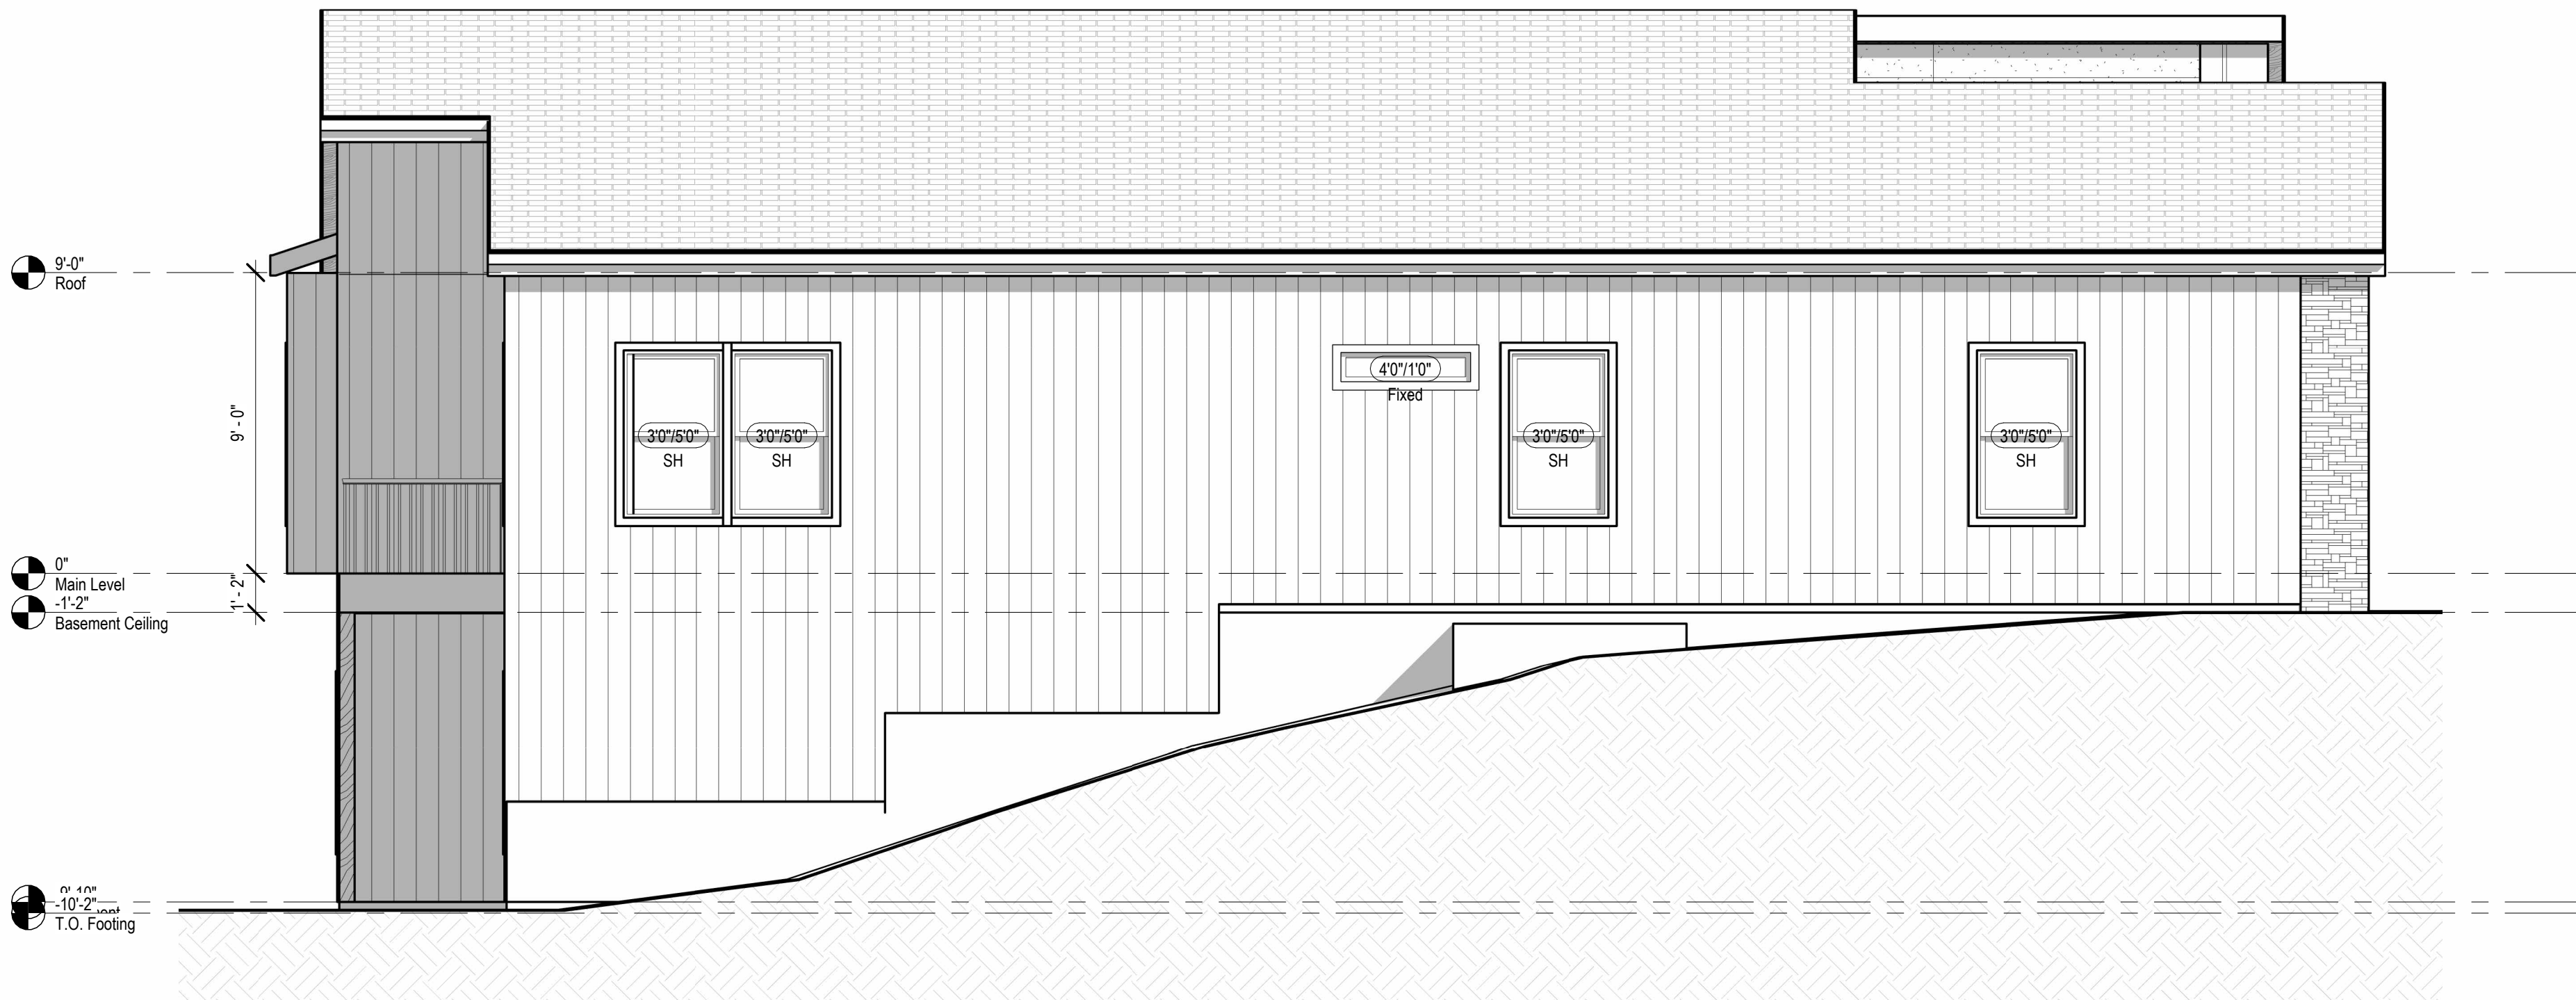 9'-0"
Roof
9' - 0"
4'0"/1'0"
Fixed
3'0"/5'0"
SH
3'0"/5'0"
SH
3'0"/5'0"
SH
3'0"/5'0"
SH
0"
Main Level
1' - 2"
-1'-2"
Basement Ceiling
-9'-10"
-10'-2"
T.O. Footing